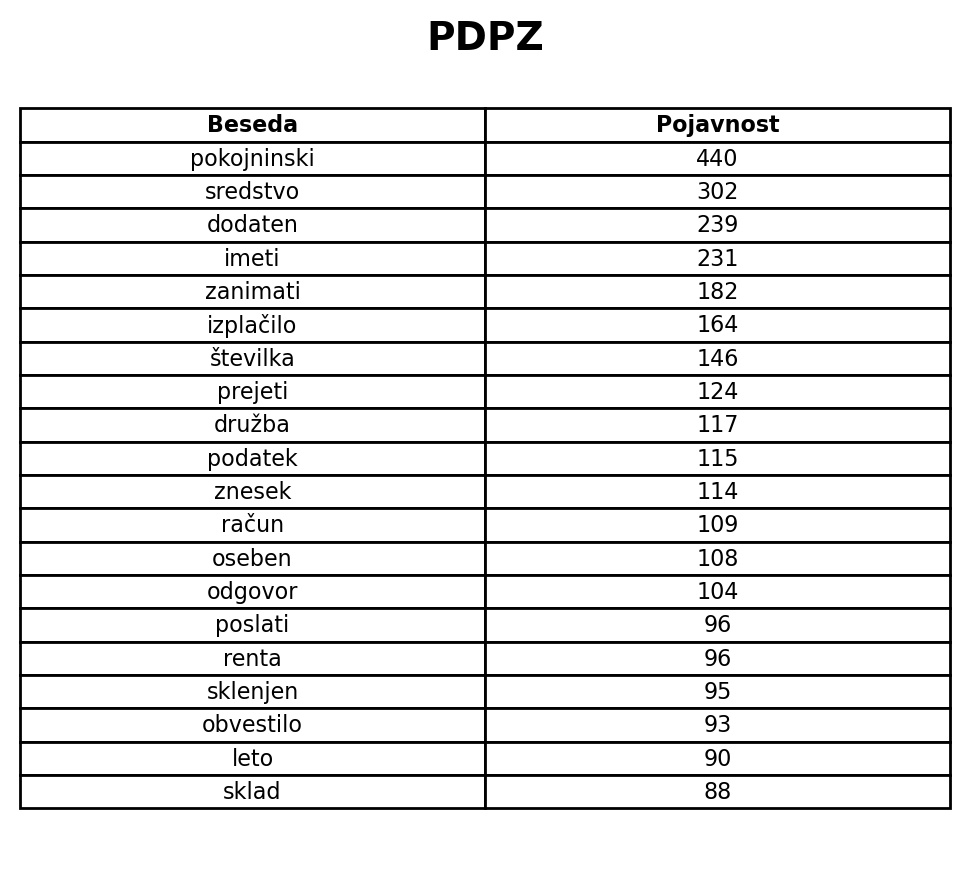 PDPZ
Beseda Pojavnost
pokojninski 440
sredstvo 302
dodaten 239
imeti 231
zanimati 182
izplačilo 164
številka 146
prejeti 124
družba 117
podatek 115
znesek 114
račun 109
oseben 108
odgovor 104
poslati 96
renta 96
sklenjen 95
obvestilo 93
leto 90
sklad 88